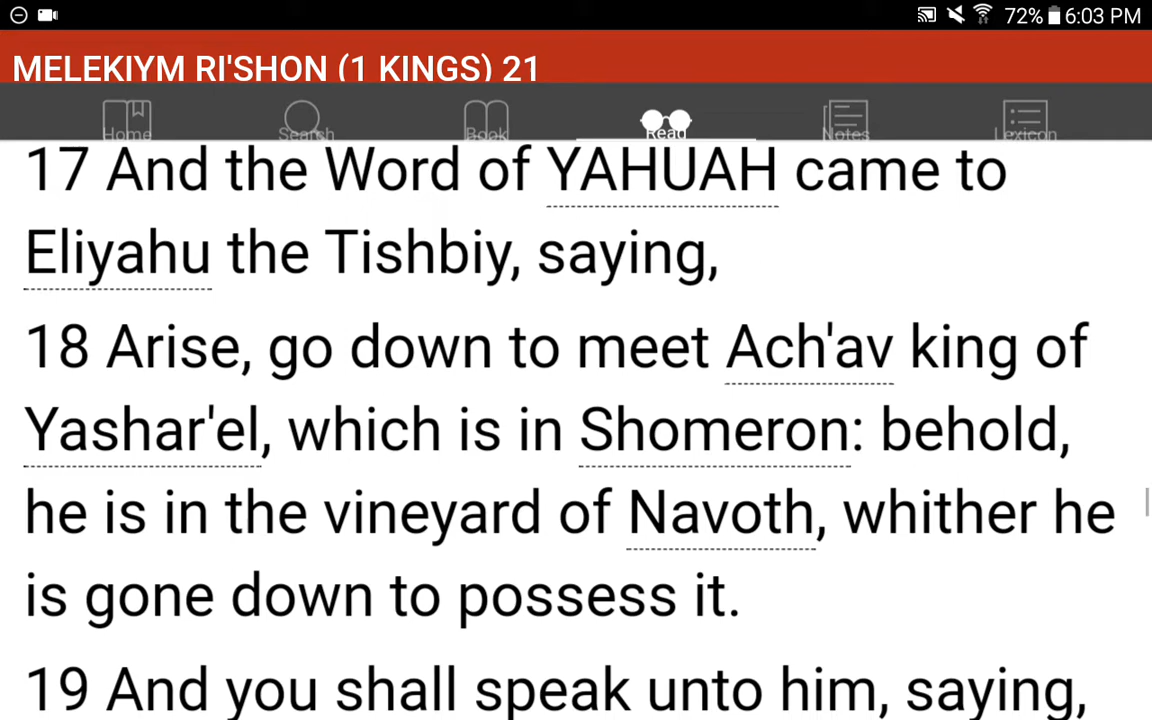 72% 6:03 PM
MELEKIYM RI'SHON (1 KINGS) 21
Home Search Book Read Notes Lexicon
17 And the Word of YAHUAH came to
Eliyahu the Tishbiy, saying,
18 Arise, go down to meet Ach'av king of
Yashar'el, which is in Shomeron: behold,
he is in the vineyard of Navoth, whither he
is gone down to possess it.
19 And you shall speak unto him, saying,